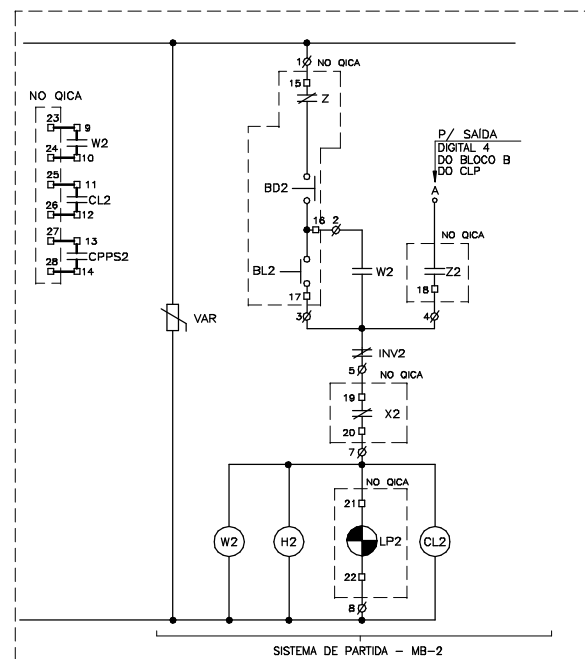 NO QICA
23
9
W2
24
10
25
11
CL2
26
12
27
13
CPPS2
28
14
VAR
1
NO QICA
15
Z
BD2
16
2
BL2
W2
17
3
P/ SAÍDA
DIGITAL 4
DO BLOCO B
DO CLP
A
NO QICA
Z2
18
4
INV2
5
NO QICA
19
X2
20
7
NO QICA
21
W2
H2
LP2
CL2
22
8
SISTEMA DE PARTIDA – MB-2